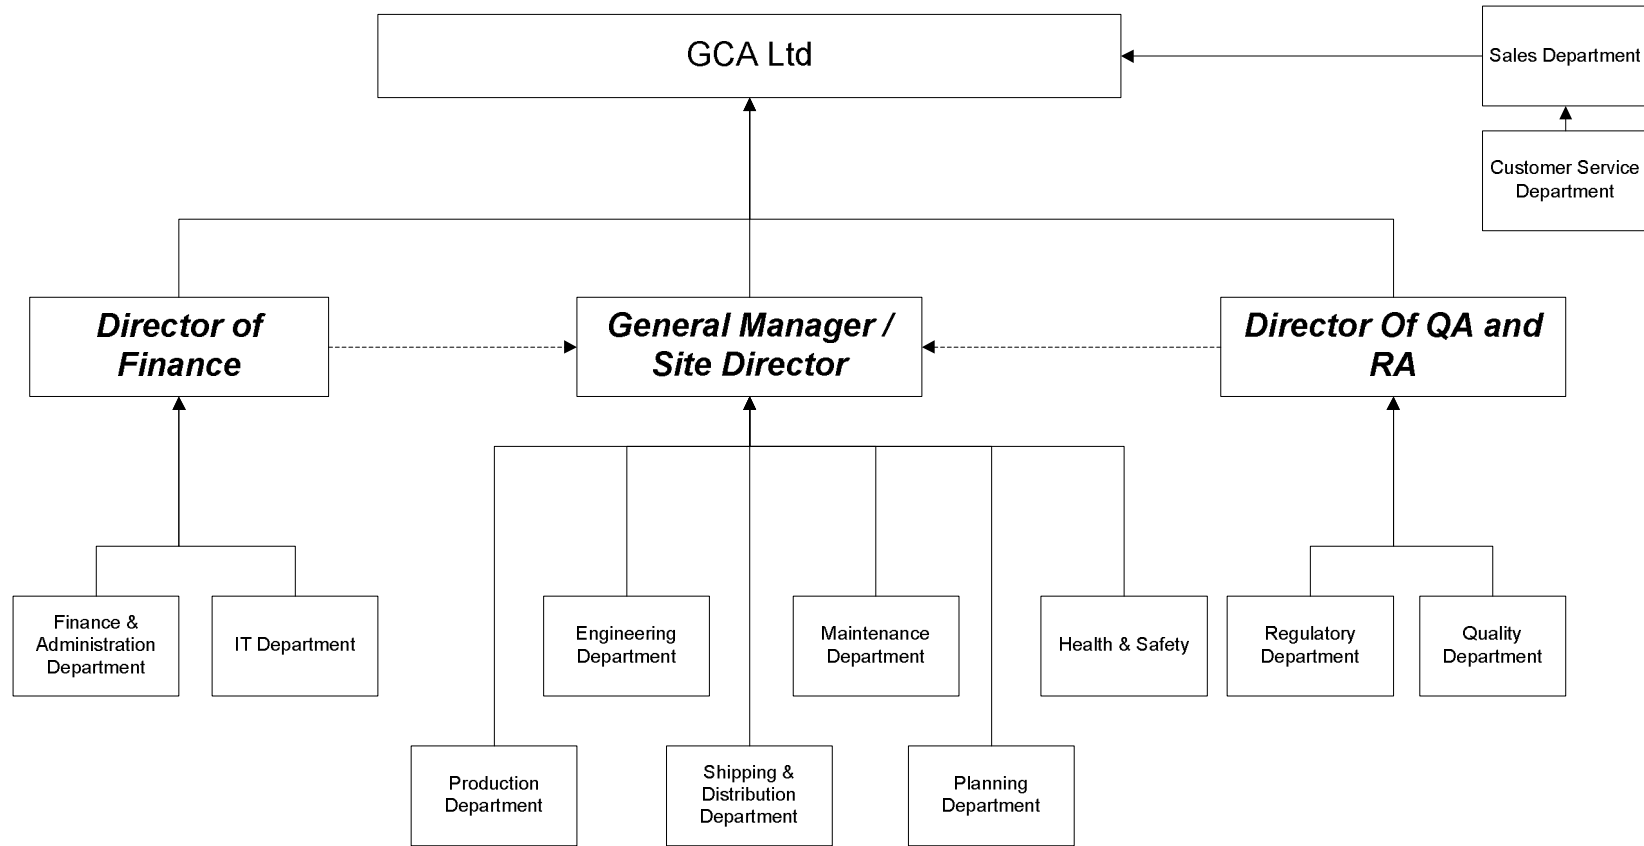 GCA Ltd
Sales Department
Customer Service
Department
Director of
Finance
General Manager /
Site Director
Director Of QA and
RA
Finance &
Administration
Department
IT Department
Engineering
Department
Maintenance
Department
Health & Safety
Regulatory
Department
Quality
Department
Production
Department
Shipping &
Distribution
Department
Planning
Department